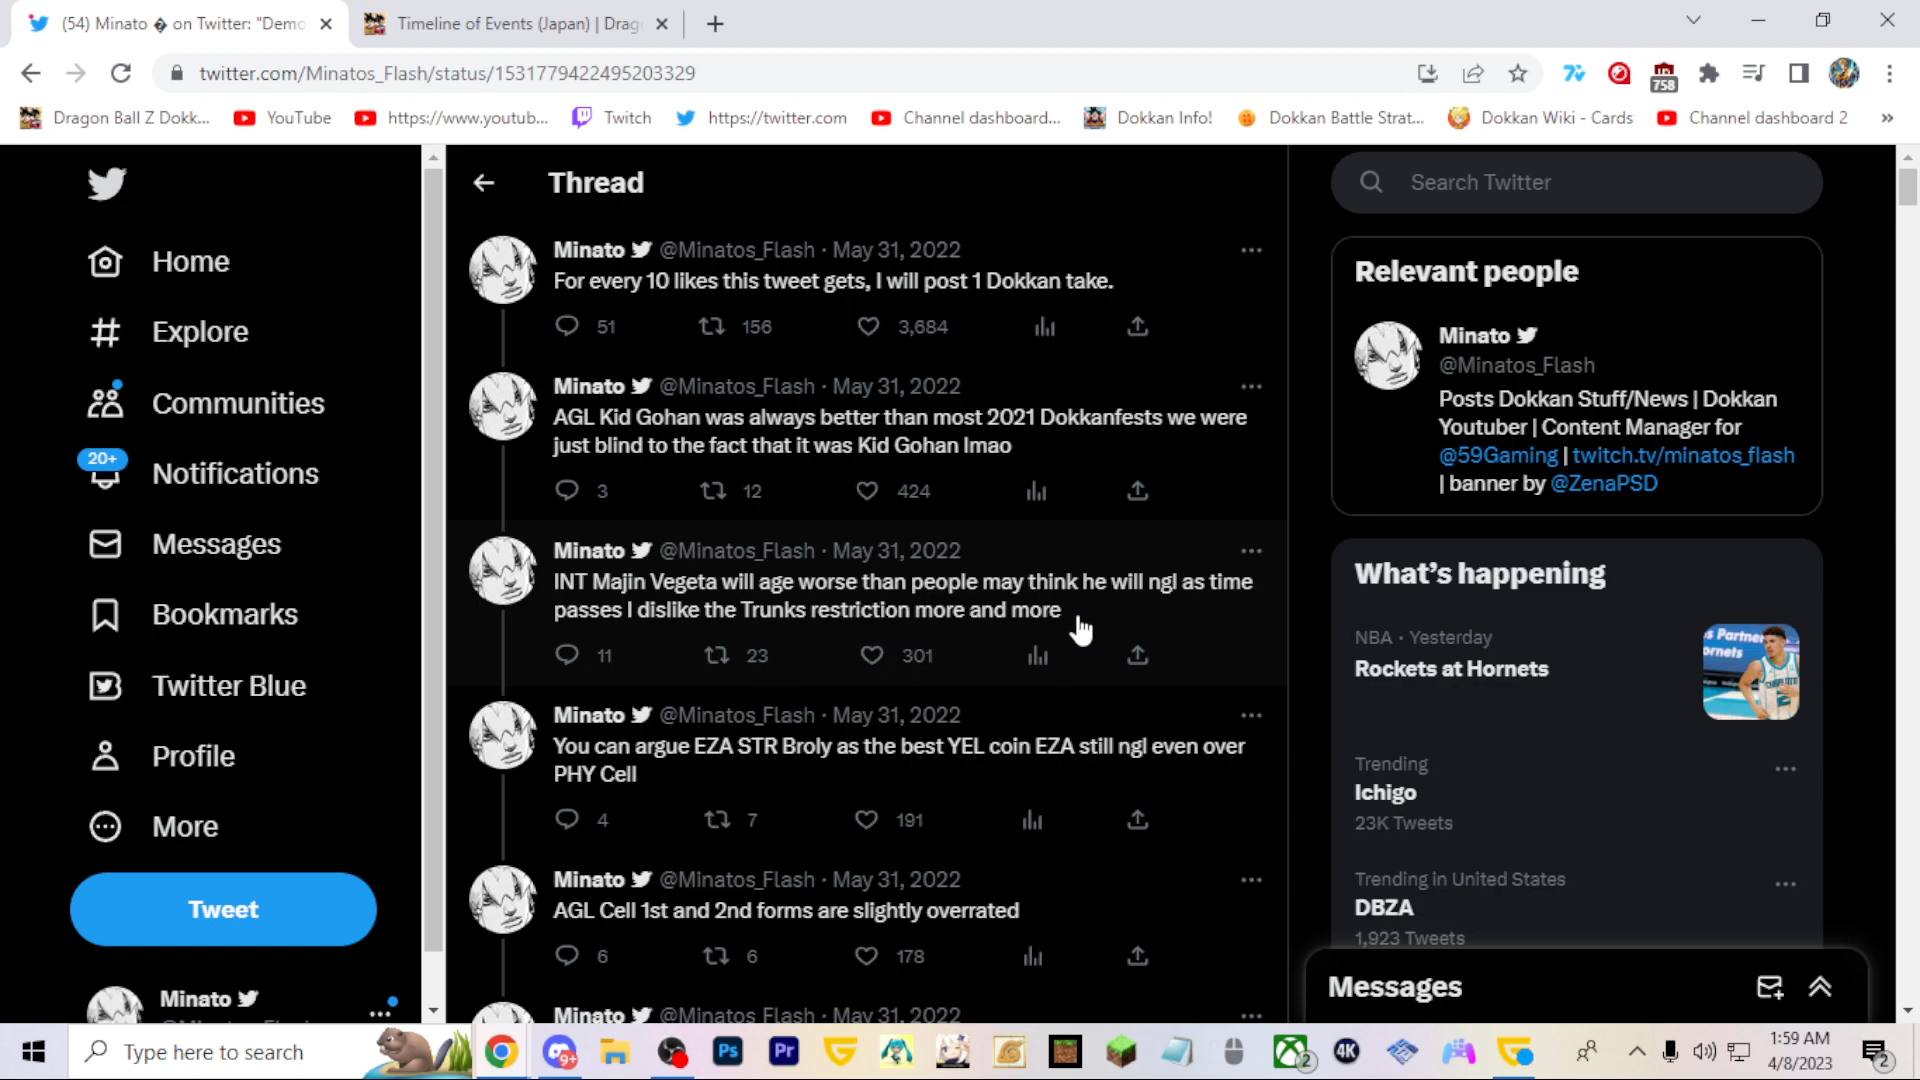 (54) Minato � on Twitter: "Demo
Timeline of Events (Japan) | Drag
twitter.com/Minatos_Flash/status/1531779422495203329
758
Dragon Ball Z Dokk...
YouTube
https://www.youtub...
Twitch
https://twitter.com
Channel dashboard...
Dokkan Info!
Dokkan Battle Strat...
Dokkan Wiki - Cards
Channel dashboard 2
»
Home
Explore
Communities
20+
Notifications
Messages
Bookmarks
Twitter Blue
Profile
More
Tweet
Minato
Thread
Minato @Minatos_Flash · May 31, 2022
For every 10 likes this tweet gets, I will post 1 Dokkan take.
51 156 3,684
Minato @Minatos_Flash · May 31, 2022
AGL Kid Gohan was always better than most 2021 Dokkanfests we were
just blind to the fact that it was Kid Gohan lmao
3 12 424
Minato @Minatos_Flash · May 31, 2022
INT Majin Vegeta will age worse than people may think he will ngl as time
passes I dislike the Trunks restriction more and more
11 23 301
Minato @Minatos_Flash · May 31, 2022
You can argue EZA STR Broly as the best YEL coin EZA still ngl even over
PHY Cell
4 7 191
Minato @Minatos_Flash · May 31, 2022
AGL Cell 1st and 2nd forms are slightly overrated
6 6 178
Minato @Minatos_Flash · May 31, 2022
Search Twitter
Relevant people
Minato
@Minatos_Flash
Posts Dokkan Stuff/News | Dokkan
Youtuber | Content Manager for
@59Gaming | twitch.tv/minatos_flash
| banner by @ZenaPSD
What's happening
NBA · Yesterday
Rockets at Hornets
Trending
Ichigo
23K Tweets
Trending in United States
DBZA
1,923 Tweets
Messages
Type here to search
9+
Ps
Pr
2
4K
1:59 AM
4/8/2023
2